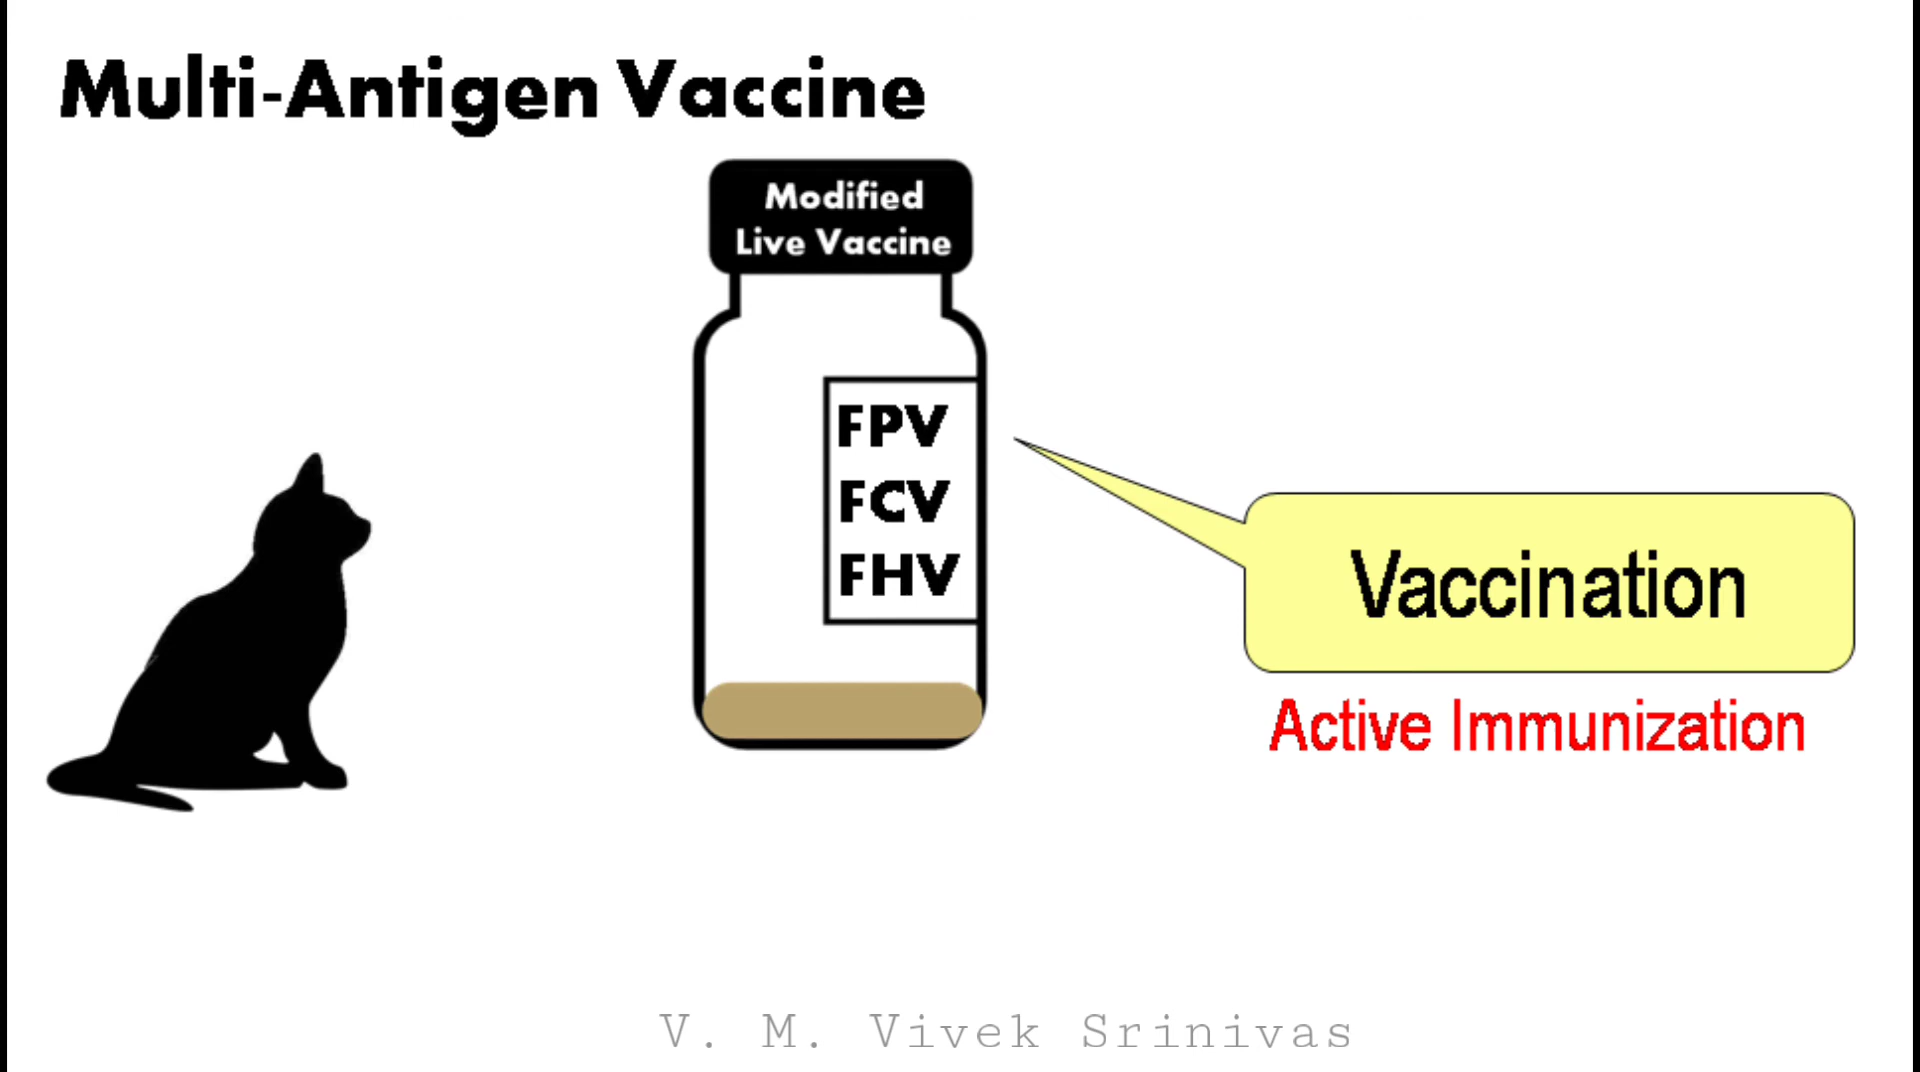 Multi-Antigen Vaccine
Modified
Live Vaccine
FPV
FCV
FHV
Vaccination
Active Immunization
V. M. Vivek Srinivas